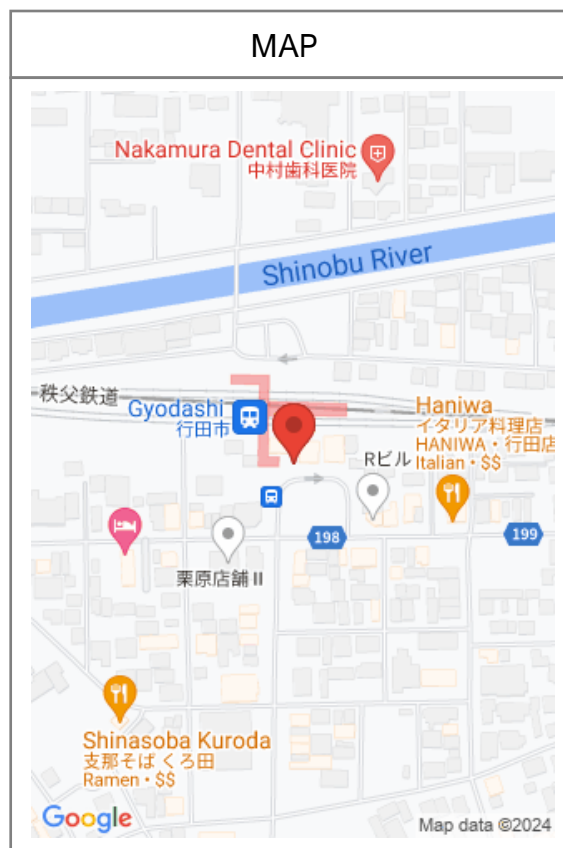 MAP
Nakamura Dental Clinic
中村歯科医院
Shinobu River
秩父鉄道
Gyodashi
行田市
Haniwa
イタリア料理店
HANIWA・行田店
Italian・$$
Rビル
198
199
栗原店舗Ⅱ
Shinasoba Kuroda
支那そば くろ田
Ramen・$$
Google
Map data ©2024